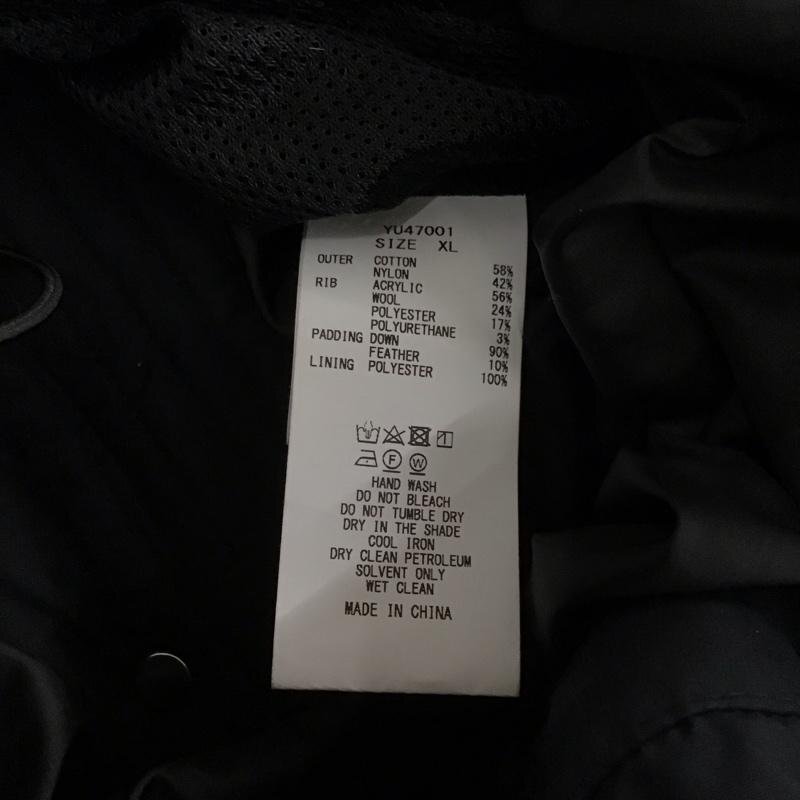 YU47001
SIZE XL
OUTER COTTON 58%
NYLON 42%
RIB ACRYLIC 56%
WOOL 24%
POLYESTER 17%
POLYURETHANE 3%
PADDING DOWN 90%
FEATHER 10%
LINING POLYESTER 100%
F W
HAND WASH
DO NOT BLEACH
DO NOT TUMBLE DRY
DRY IN THE SHADE
COOL IRON
DRY CLEAN PETROLEUM
SOLVENT ONLY
WET CLEAN
MADE IN CHINA